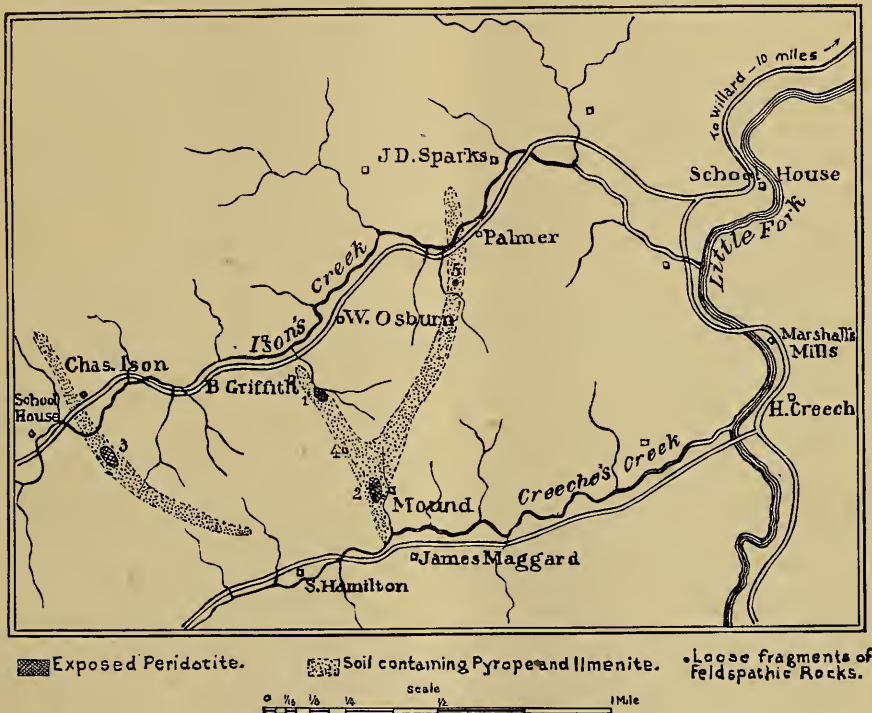 To Willard — 10 miles →
J.D. Sparks
School House
Little Fork
Palmer
Creek
Ison's
5
W. Osburn
Marshall's
Mills
Chas. Ison
School
House
B Griffith
1
H. Creech
3
4
2
Mound
Creeche's Creek
James Maggard
S. Hamilton
Exposed Peridotite.
Soil containing Pyrope and Ilmenite.
Loose fragments of
Feldspathic Rocks.
scale
0 1/16 1/8 1/4 1/2 1 Mile